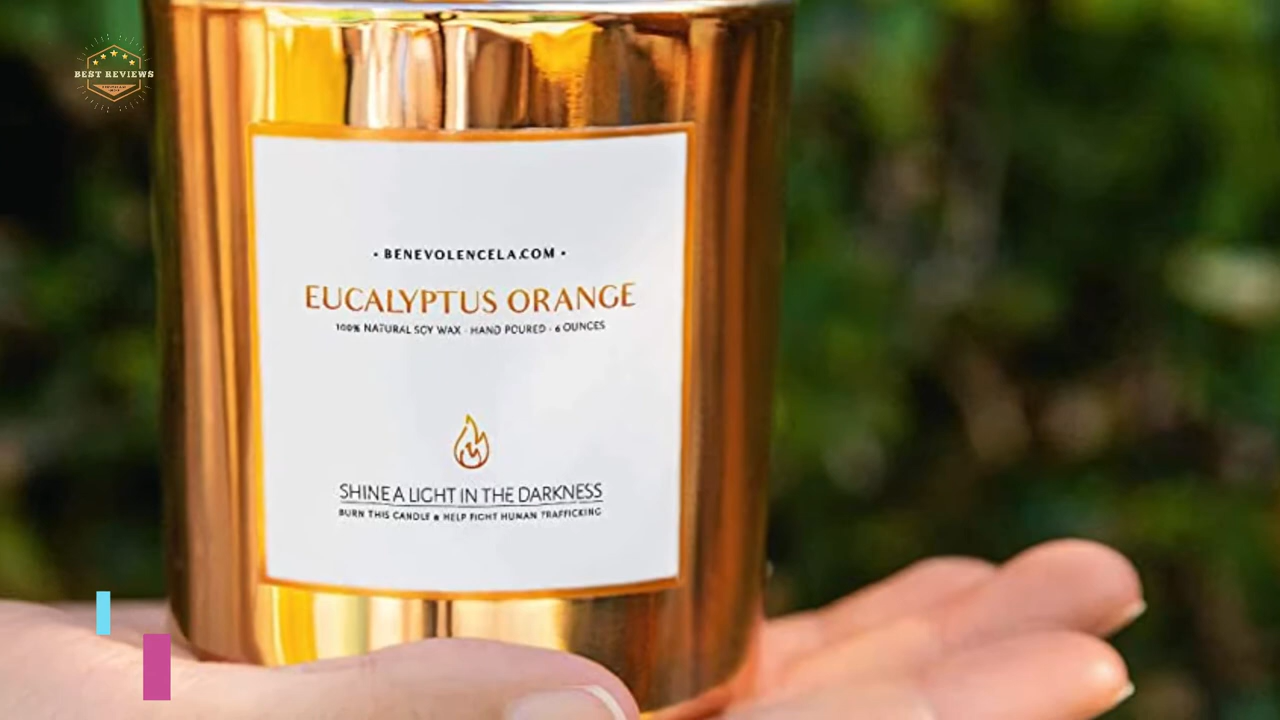 BEST REVIEWS
• BENEVOLENCELA.COM •
EUCALYPTUS ORANGE
100% NATURAL SOY WAX · HAND POURED · 6 OUNCES
SHINE A LIGHT IN THE DARKNESS
BURN THIS CANDLE & HELP FIGHT HUMAN TRAFFICKING